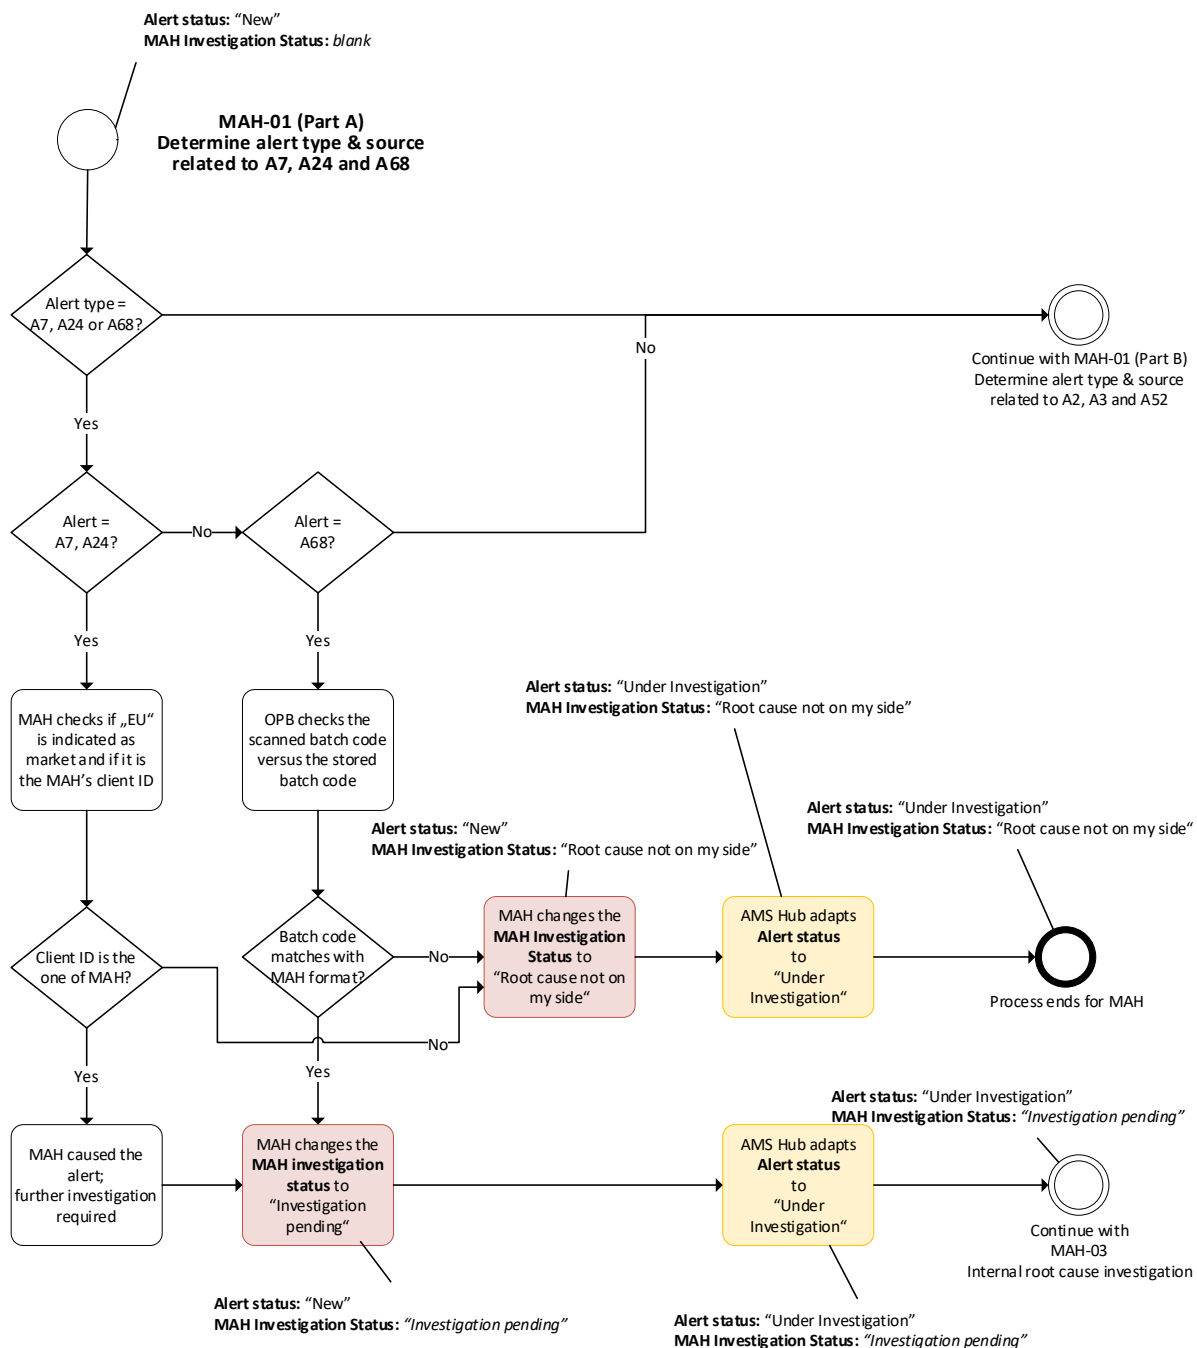 Alert status: “New”
MAH Investigation Status: blank
MAH-01 (Part A)
Determine alert type & source
related to A7, A24 and A68
Alert type =
A7, A24 or A68?
No
Continue with MAH-01 (Part B)
Determine alert type & source
related to A2, A3 and A52
Yes
Alert =
A7, A24?
No
Alert =
A68?
Yes
Yes
MAH checks if „EU“
is indicated as
market and if it is
the MAH’s client ID
OPB checks the
scanned batch code
versus the stored
batch code
Alert status: “Under Investigation”
MAH Investigation Status: “Root cause not on my side”
Alert status: “New”
MAH Investigation Status: “Root cause not on my side”
Alert status: “Under Investigation”
MAH Investigation Status: “Root cause not on my side“
Client ID is the
one of MAH?
Batch code
matches with
MAH format?
No
MAH changes the
MAH Investigation
Status to
“Root cause not on
my side“
AMS Hub adapts
Alert status
to
“Under
Investigation“
Process ends for MAH
No
Yes
Yes
MAH caused the
alert;
further investigation
required
MAH changes the
MAH investigation
status to
“Investigation
pending“
AMS Hub adapts
Alert status
to
“Under
Investigation“
Alert status: “Under Investigation”
MAH Investigation Status: “Investigation pending”
Continue with
MAH-03
Internal root cause investigation
Alert status: “New”
MAH Investigation Status: “Investigation pending”
Alert status: “Under Investigation”
MAH Investigation Status: “Investigation pending”